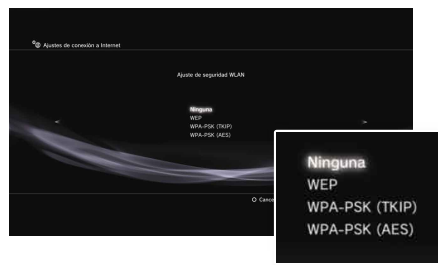 Ajustes de conexión a Internet
Ajuste de seguridad WLAN
Ninguna
WEP
WPA-PSK (TKIP)
WPA-PSK (AES)
Ninguna
WEP
WPA-PSK (TKIP)
WPA-PSK (AES)